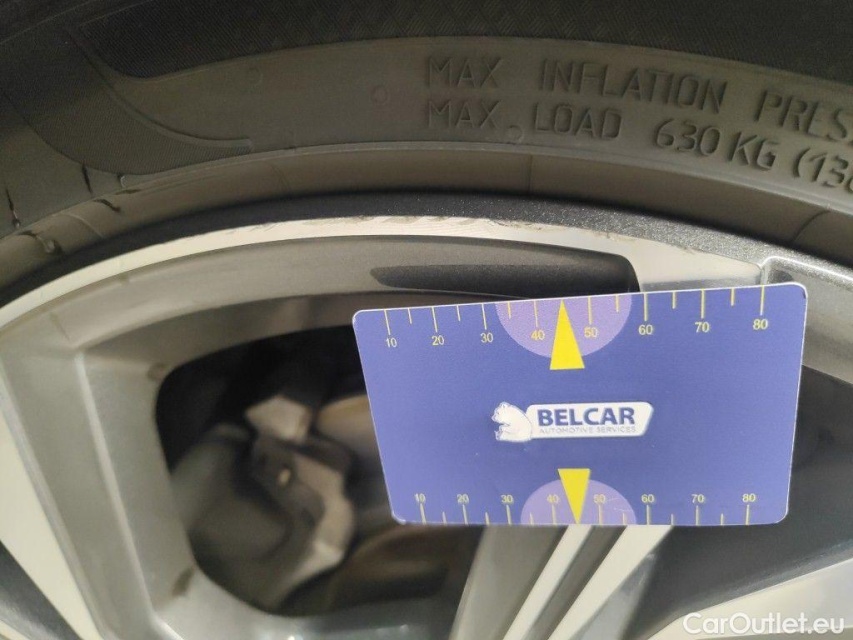 MAX INFLATION PRES
MAX LOAD 630 KG (13
10 20 30 40 50 60 70 80
BELCAR
AUTOMOTIVE SERVICES
10 20 30 40 50 60 70 80
CarOutlet.eu